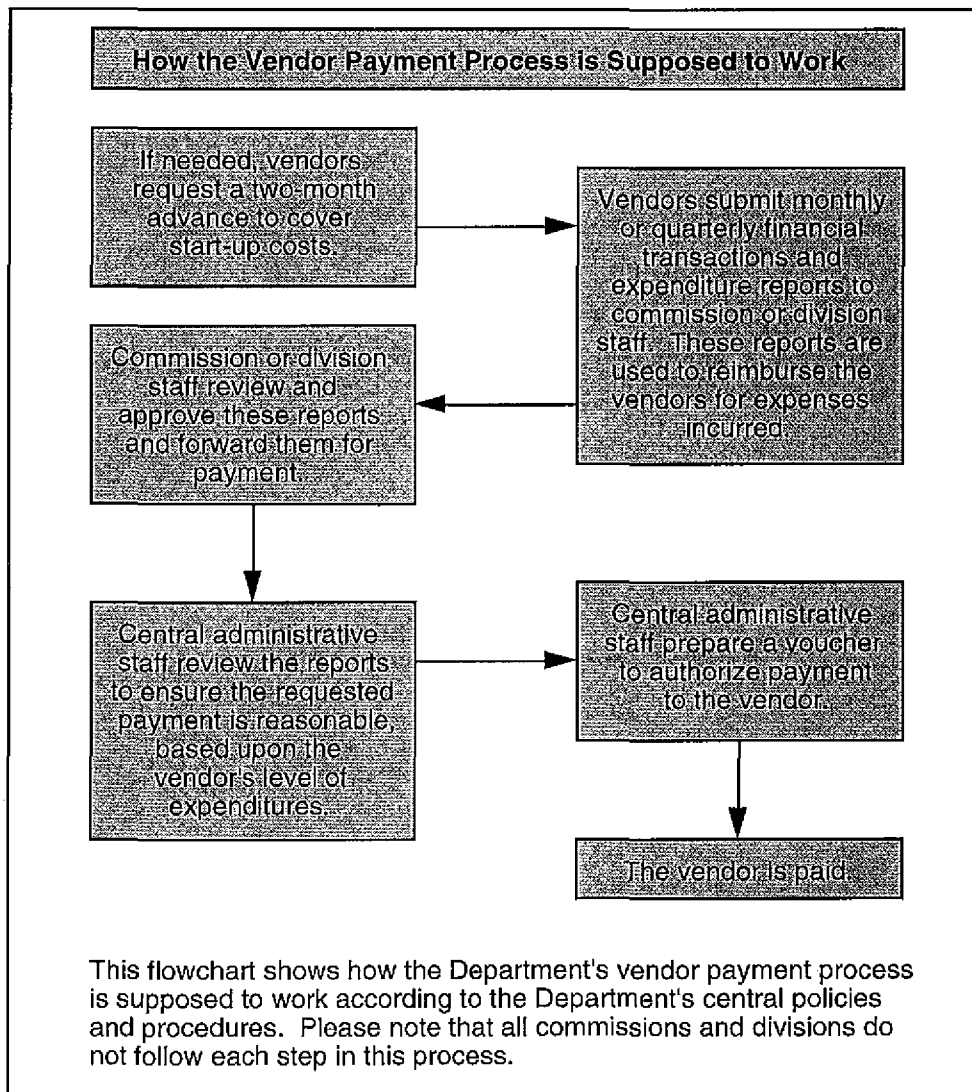 How the Vendor Payment Process is Supposed to Work
If needed, vendors
request a two-month
advance to cover
start-up costs.
Vendors submit monthly
or quarterly financial
transactions and
expenditure reports to
commission or division
staff. These reports are
used to reimburse the
vendors for expenses
incurred
Commission or division
staff review and
approve these reports
and forward them for
payment.
Central administrative
staff review the reports
to ensure the requested
payment is reasonable,
based upon the
vendor's level of
expenditures.
Central administrative
staff prepare a voucher
to authorize payment
to the vendor.
The vendor is paid.
This flowchart shows how the Department's vendor payment process
is supposed to work according to the Department's central policies
and procedures. Please note that all commissions and divisions do
not follow each step in this process.